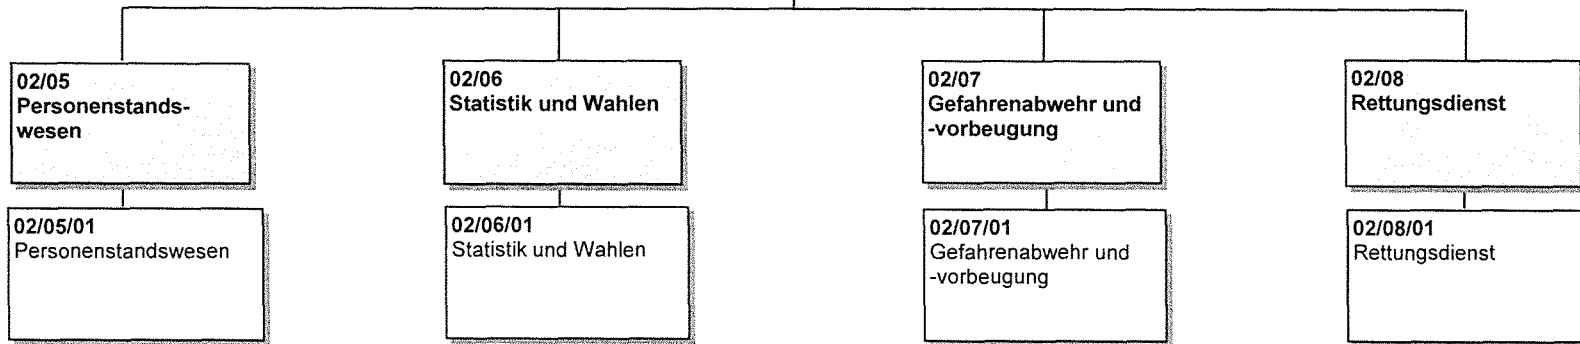 02/05
Personenstands-
wesen
02/06
Statistik und Wahlen
02/07
Gefahrenabwehr und
-vorbeugung
02/08
Rettungsdienst
02/05/01
Personenstandswesen
02/06/01
Statistik und Wahlen
02/07/01
Gefahrenabwehr und
-vorbeugung
02/08/01
Rettungsdienst